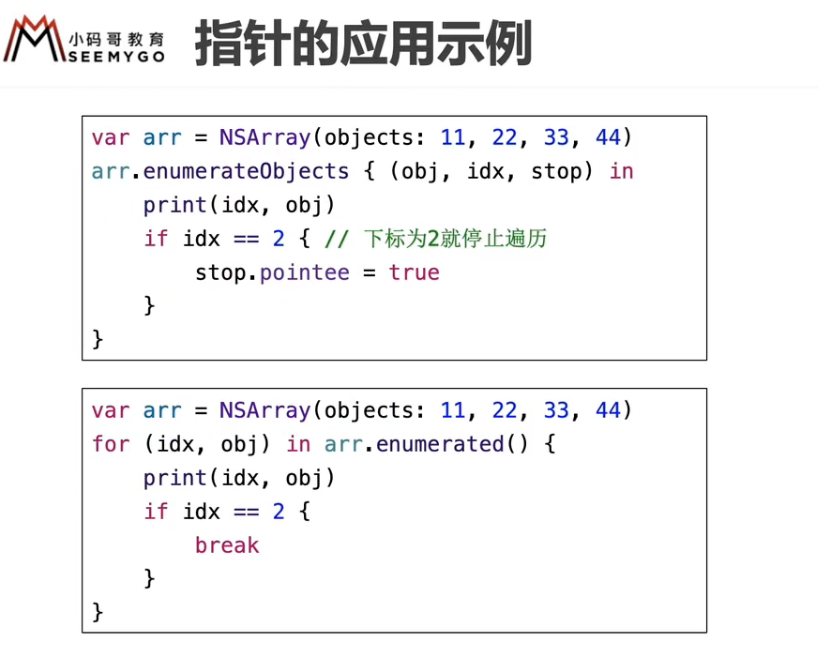 小码哥教育
SEEMYGO
指针的应用示例
var arr = NSArray(objects: 11, 22, 33, 44)
arr.enumerateObjects { (obj, idx, stop) in
    print(idx, obj)
    if idx == 2 { // 下标为2就停止遍历
        stop.pointee = true
    }
}
var arr = NSArray(objects: 11, 22, 33, 44)
for (idx, obj) in arr.enumerated() {
    print(idx, obj)
    if idx == 2 {
        break
    }
}